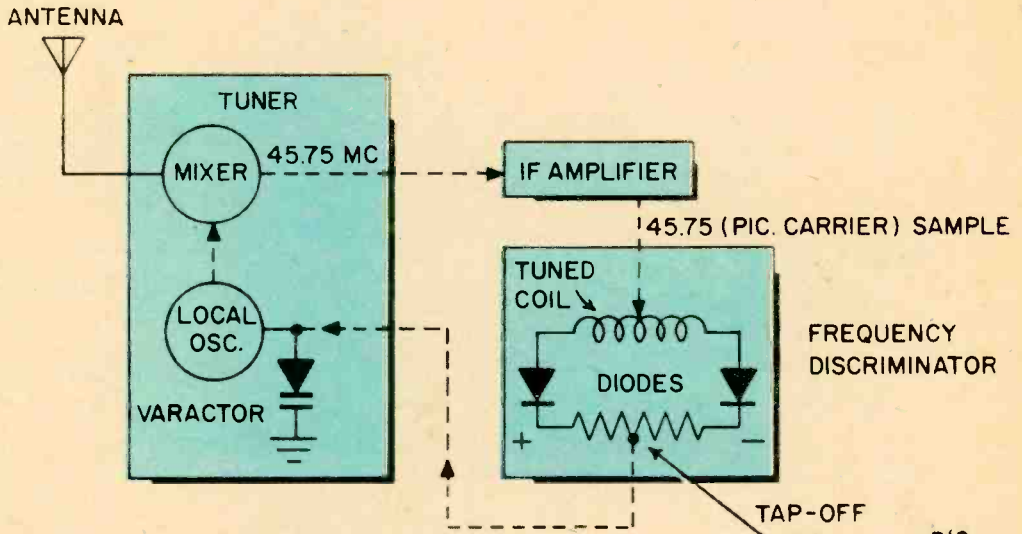 ANTENNA
TUNER
MIXER
45.75 MC
IF AMPLIFIER
45.75 (PIC. CARRIER) SAMPLE
TUNED
COIL
LOCAL
OSC.
FREQUENCY
DISCRIMINATOR
DIODES
VARACTOR
+
−
TAP-OFF